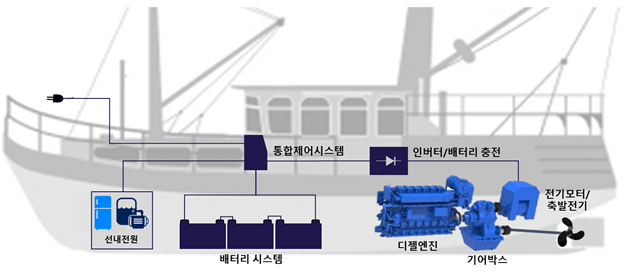 통합제어시스템
인버터/배터리 충전
선내전원
배터리 시스템
디젤엔진
기어박스
전기모터/
축발전기